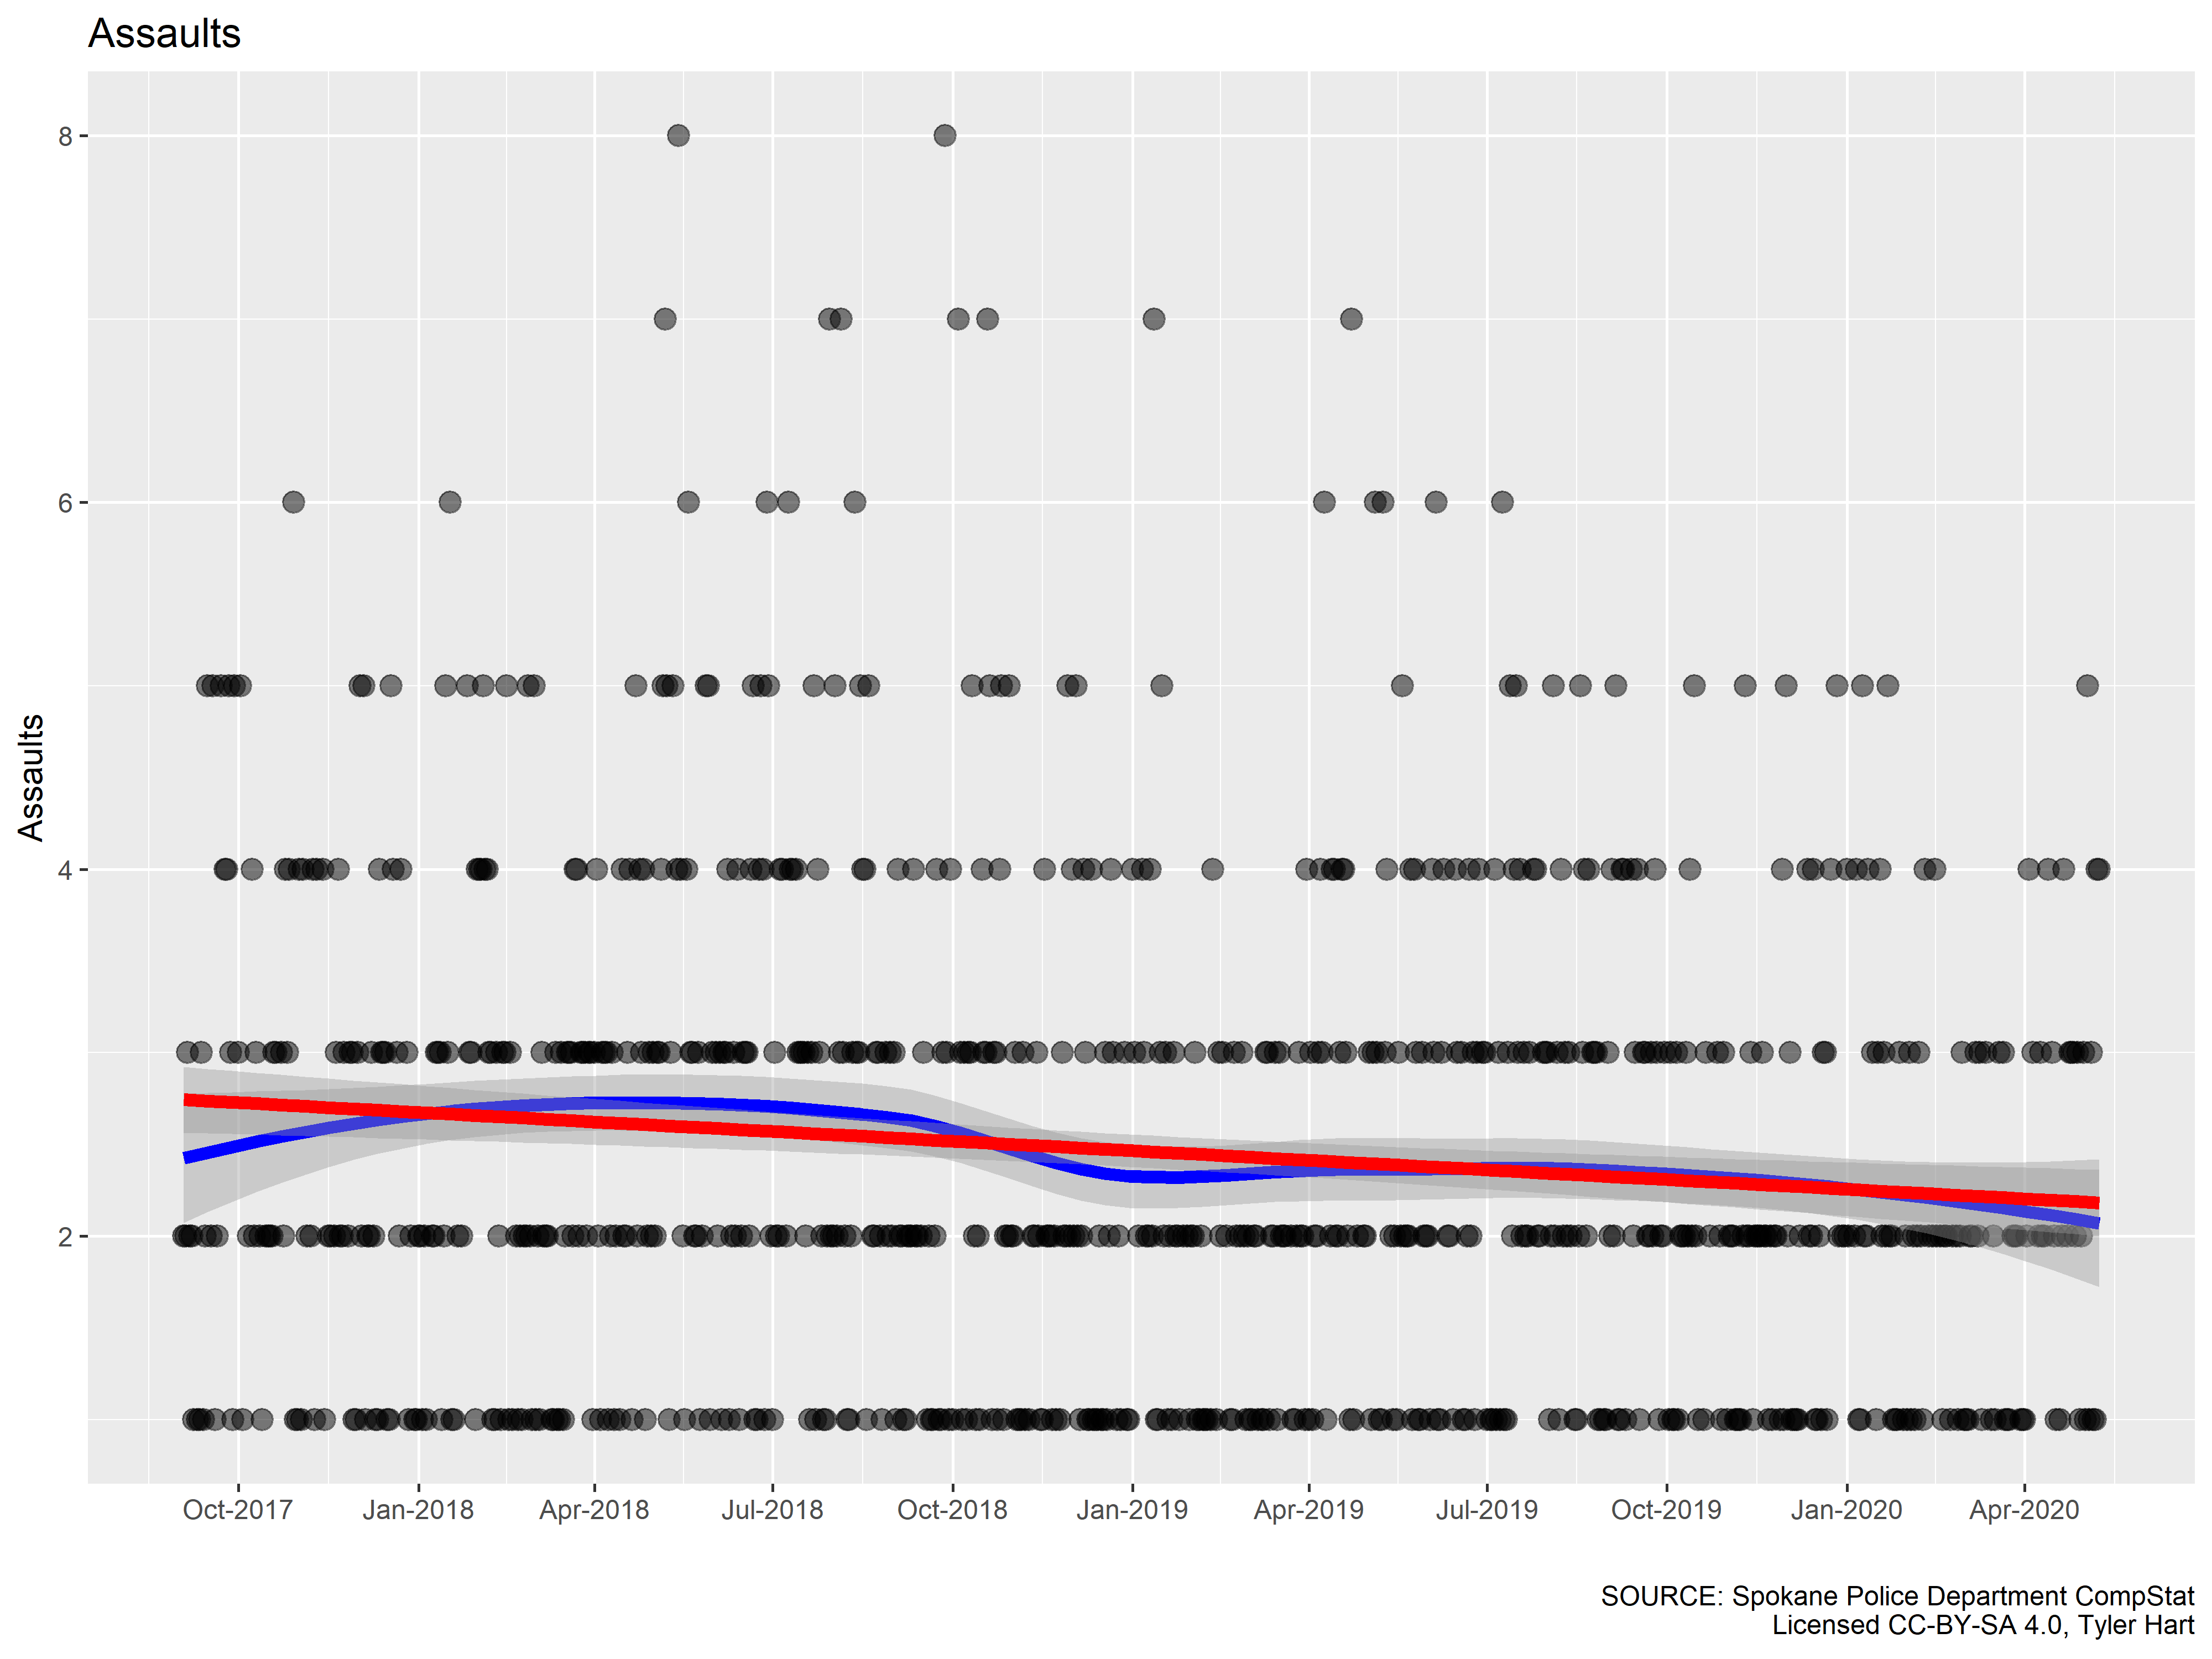 Assaults
Assaults
8
6
4
2
Oct-2017 Jan-2018 Apr-2018 Jul-2018 Oct-2018 Jan-2019 Apr-2019 Jul-2019 Oct-2019 Jan-2020 Apr-2020
SOURCE: Spokane Police Department CompStat
Licensed CC-BY-SA 4.0, Tyler Hart